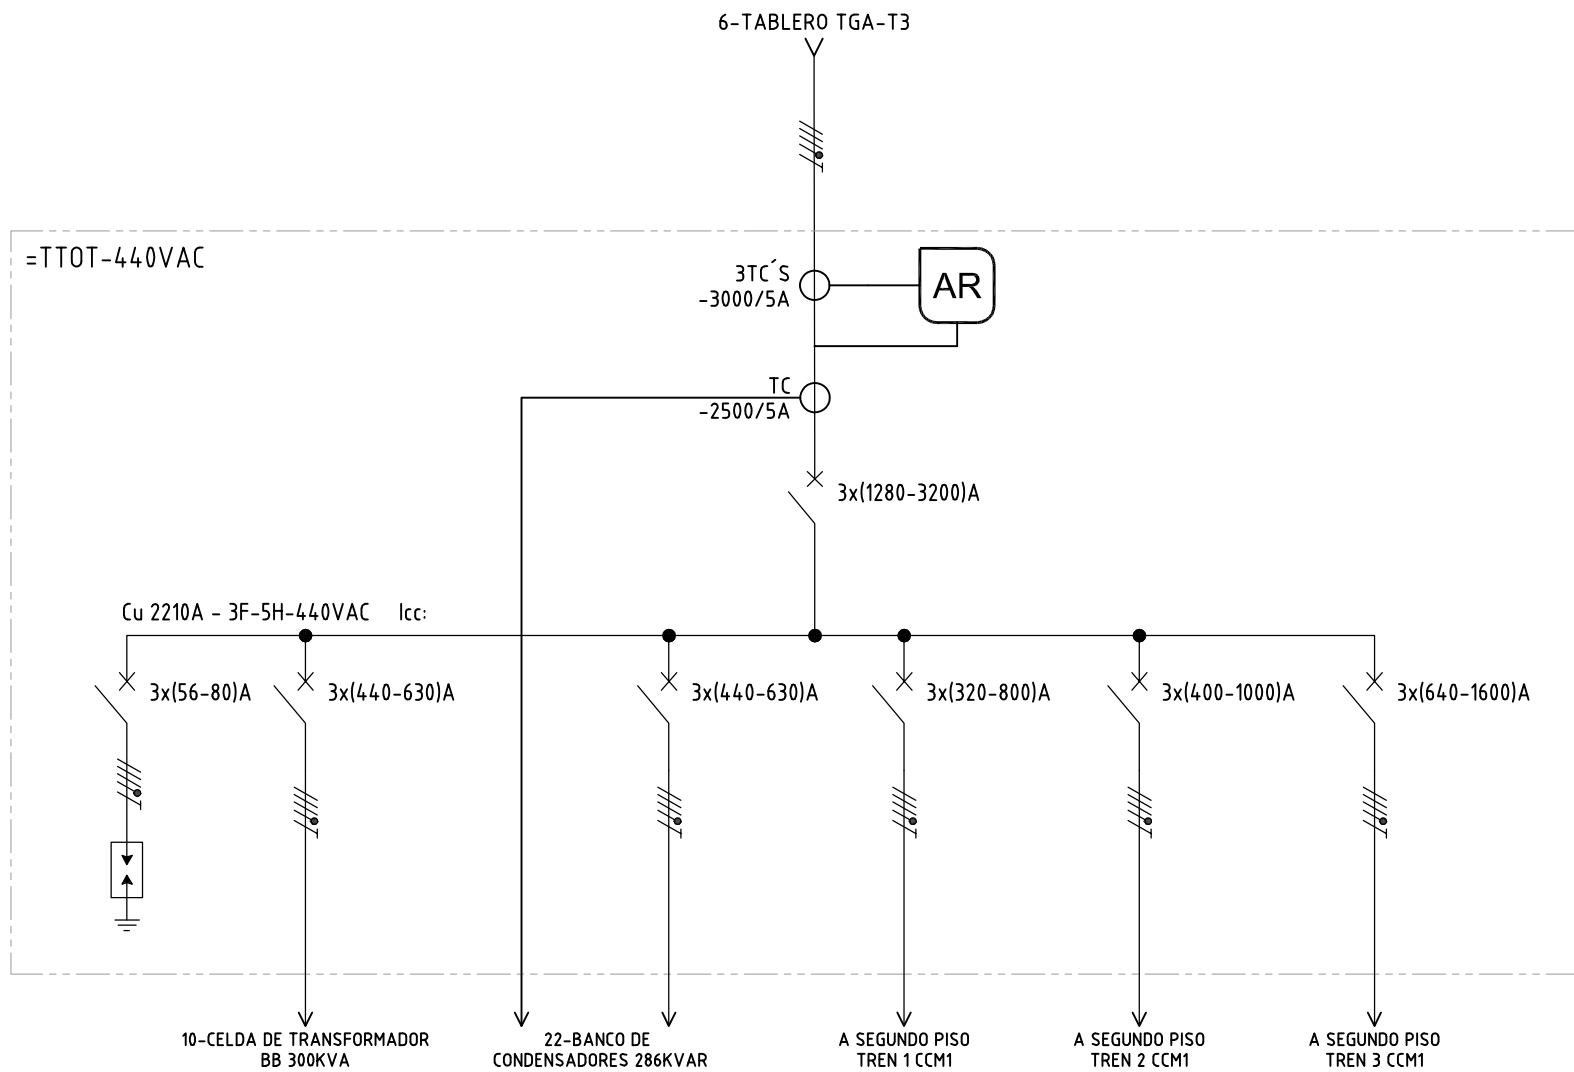 6-TABLERO TGA-T3
=TTOT-440VAC
3TC´S
-3000/5A
AR
TC
-2500/5A
3x(1280-3200)A
Cu 2210A - 3F-5H-440VAC Icc:
3x(56-80)A
3x(440-630)A
3x(440-630)A
3x(320-800)A
3x(400-1000)A
3x(640-1600)A
10-CELDA DE TRANSFORMADOR
BB 300KVA
22-BANCO DE
CONDENSADORES 286KVAR
A SEGUNDO PISO
TREN 1 CCM1
A SEGUNDO PISO
TREN 2 CCM1
A SEGUNDO PISO
TREN 3 CCM1